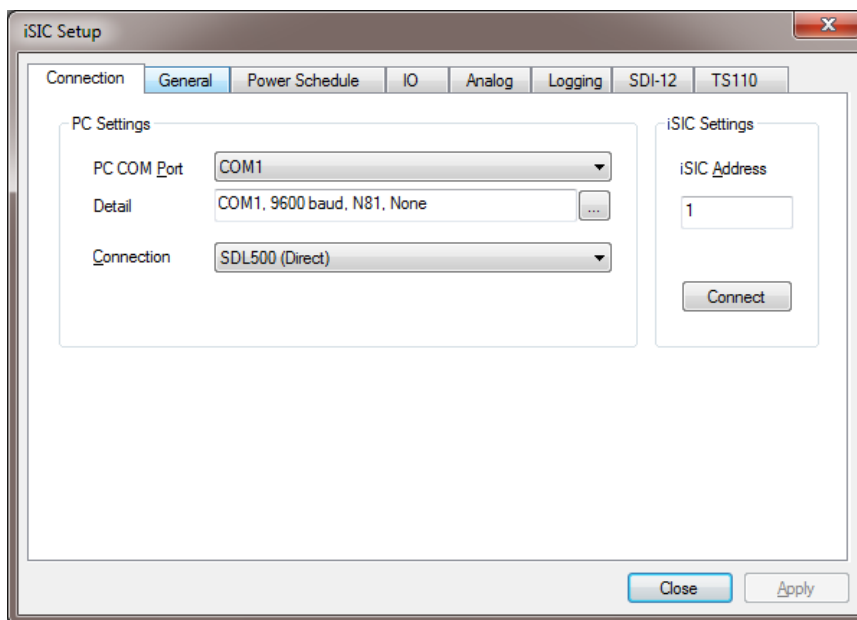 iSIC Setup
Connection General Power Schedule IO Analog Logging SDI-12 TS110
PC Settings
iSIC Settings
PC COM Port COM1
iSIC Address
Detail COM1, 9600 baud, N81, None ...
1
Connection SDL500 (Direct)
Connect
Close Apply